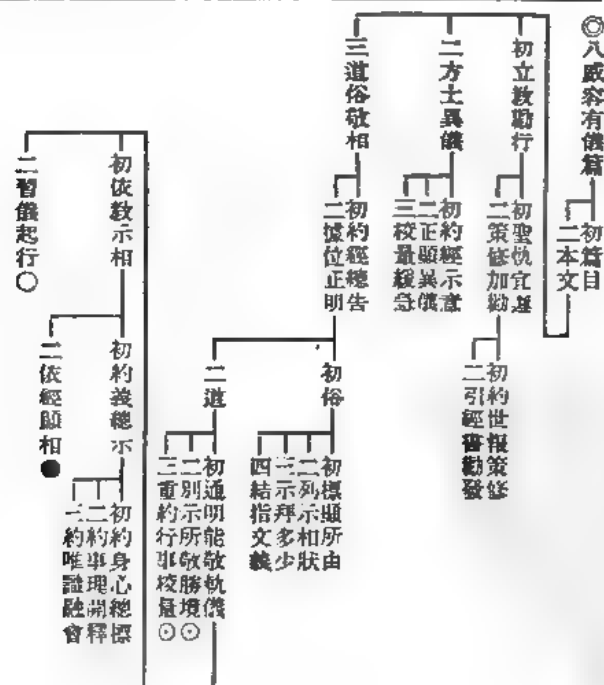 ◎八威容有儀篇
初篇目
二本文
初立教勸行
初聖執宜遵
初約世報策修
二引經審勸發
二策修加勸
二方土異儀
初約經示意
二正顯異儀
三校量緩急
三道俗敬相
初約經總告
二據位正明
初俗
初標顯所由
二列示相狀
三示拜多少
四結指文義
二道
初通明能敬軌儀
二別示所敬勝境⊙
三重約行事校量⊙
初依教示相
初約義總示
初約身心總標
二約事理開釋
三約唯識融會
二依經顯相●
二習儀起行○